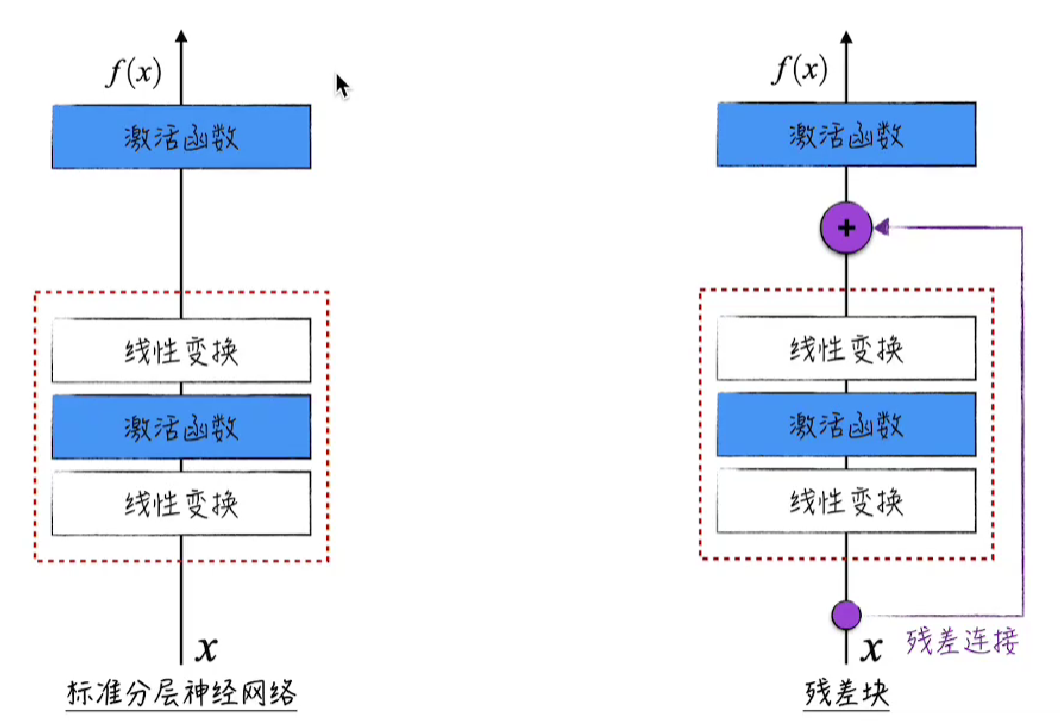 f(x)
激活函数
线性变换
激活函数
线性变换
x
标准分层神经网络
f(x)
激活函数
+
线性变换
激活函数
线性变换
x
残差连接
残差块